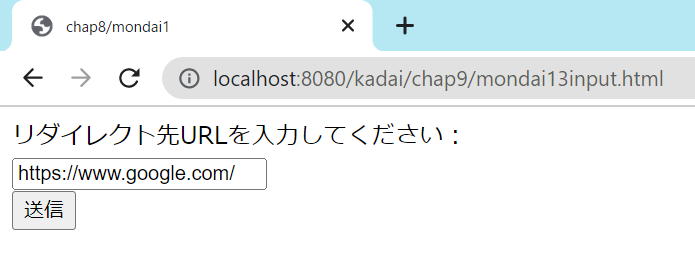 chap8/mondai1
localhost:8080/kadai/chap9/mondai13input.html
リダイレクト先URLを入力してください：
https://www.google.com/
送信